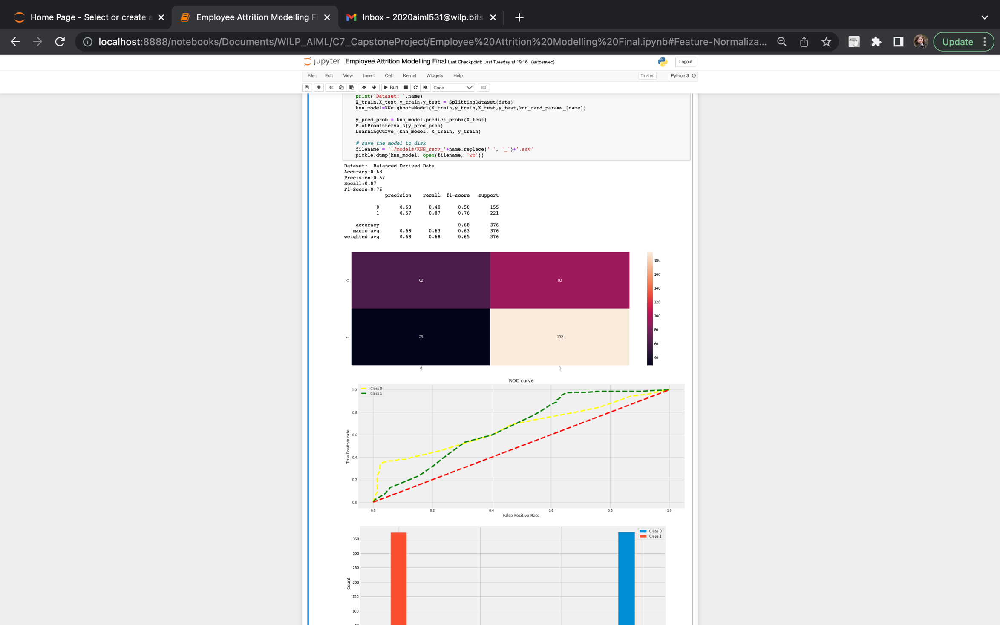 Home Page - Select or create a
Employee Attrition Modelling Fi
Inbox - 2020aiml531@wilp.bits
localhost:8888/notebooks/Documents/WILP_AIML/C7_CapstoneProject/Employee%20Attrition%20Modelling%20Final.ipynb#Feature-Normaliza...
Update
jupyter Employee Attrition Modelling Final Last Checkpoint: Last Tuesday at 19:16 (autosaved)
Logout
File Edit View Insert Cell Kernel Widgets Help
Trusted
Python 3
Run
Code
print('Dataset: ',name)
X_train,X_test,y_train,y_test = SplittingDataset(data)
knn_model=KNeighborsModel(X_train,y_train,X_test,y_test,knn_rand_params_[name])
y_pred_prob = knn_model.predict_proba(X_test)
PlotProbIntervals(y_pred_prob)
LearningCurve_(knn_model, X_train, y_train)
# save the model to disk
filename = './models/KNN_rscv_'+name.replace(' ', '_')+'.sav'
pickle.dump(knn_model, open(filename, 'wb'))
Dataset:  Balanced Derived Data
Accuracy:0.68
Precision:0.67
Recall:0.87
F1-Score:0.76
precision recall f1-score support
0 0.68 0.40 0.50 155
1 0.67 0.87 0.76 221
accuracy 0.68 376
macro avg 0.68 0.63 0.63 376
weighted avg 0.68 0.68 0.65 376
0
62
93
1
29
192
0
1
180
160
140
120
100
80
60
40
ROC curve
Class 0
Class 1
1.0
0.8
0.6
0.4
0.2
0.0
True Positive rate
0.0 0.2 0.4 0.6 0.8 1.0
False Positive Rate
Class 0
Class 1
350
300
250
200
150
100
50
Count